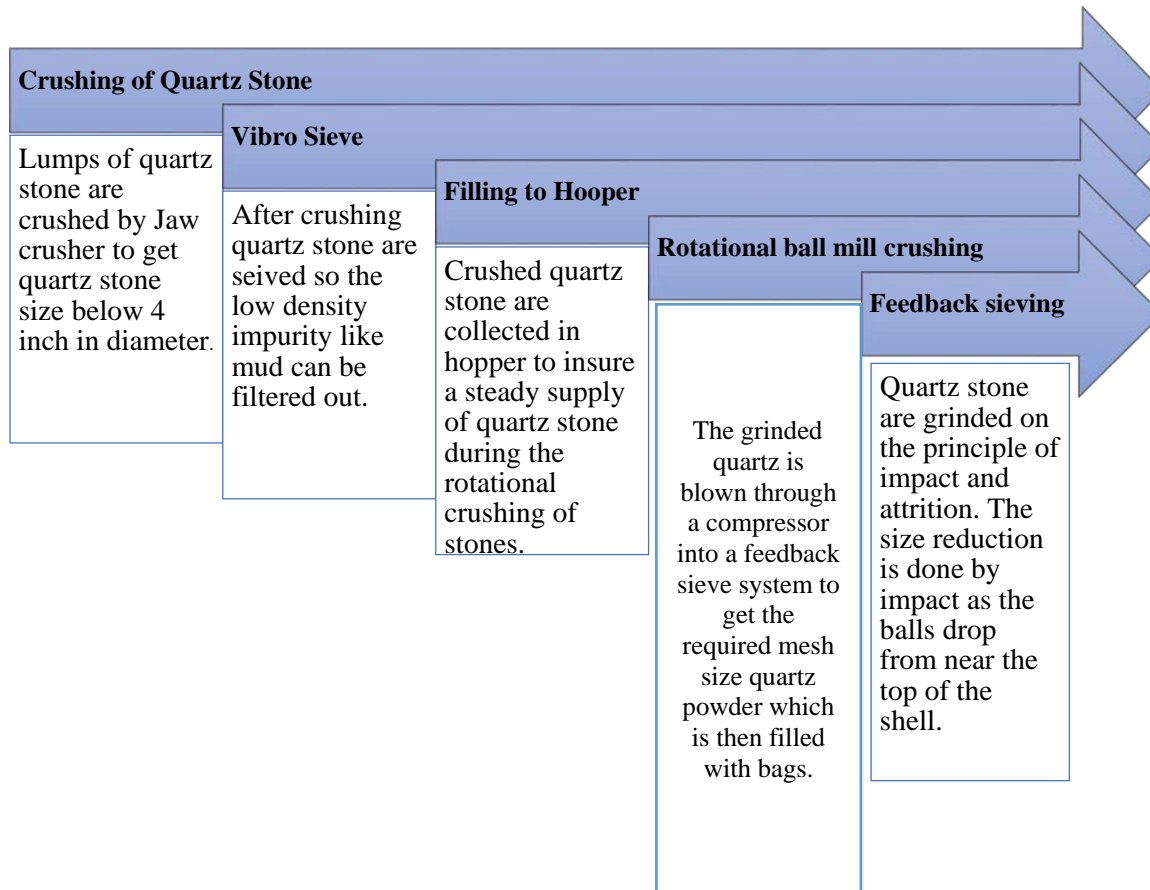 Crushing of Quartz Stone
Lumps of quartz
stone are
crushed by Jaw
crusher to get
quartz stone
size below 4
inch in diameter.
Vibro Sieve
After crushing
quartz stone are
seived so the
low density
impurity like
mud can be
filtered out.
Filling to Hooper
Crushed quartz
stone are
collected in
hopper to insure
a steady supply
of quartz stone
during the
rotational
crushing of
stones.
Rotational ball mill crushing
The grinded
quartz is
blown through
a compressor
into a feedback
sieve system to
get the
required mesh
size quartz
powder which
is then filled
with bags.
Feedback sieving
Quartz stone
are grinded on
the principle of
impact and
attrition. The
size reduction
is done by
impact as the
balls drop
from near the
top of the
shell.